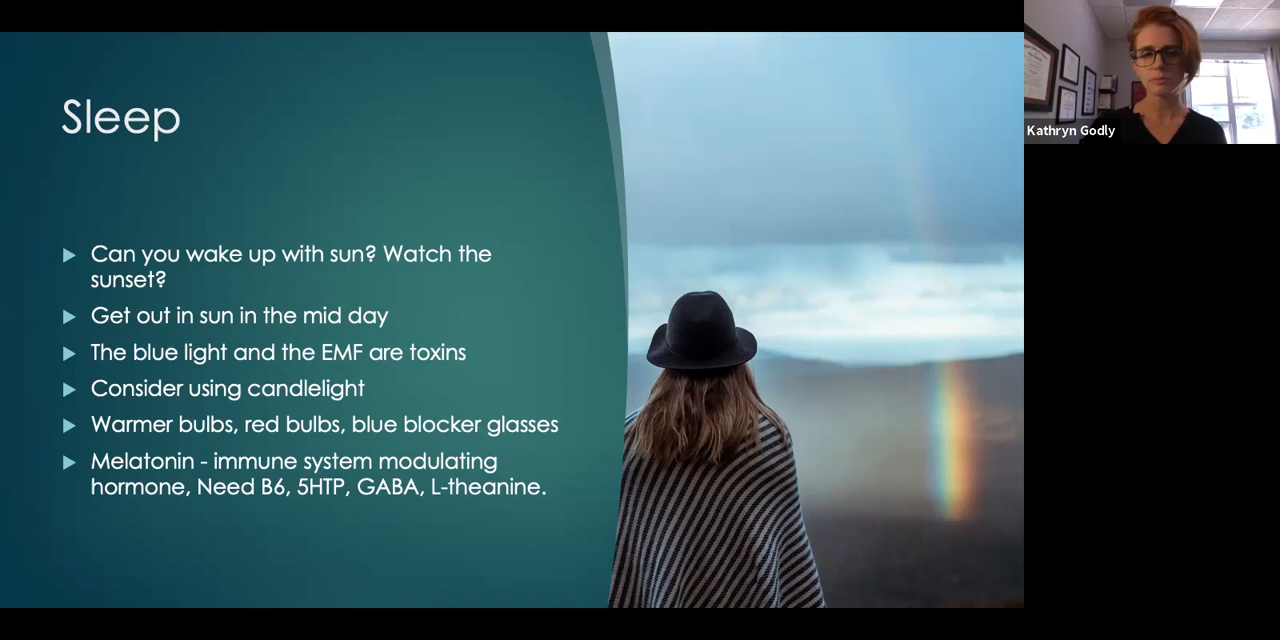 Sleep
Can you wake up with sun? Watch the
sunset?
Get out in sun in the mid day
The blue light and the EMF are toxins
Consider using candlelight
Warmer bulbs, red bulbs, blue blocker glasses
Melatonin - immune system modulating
hormone, Need B6, 5HTP, GABA, L-theanine.
Kathryn Godly